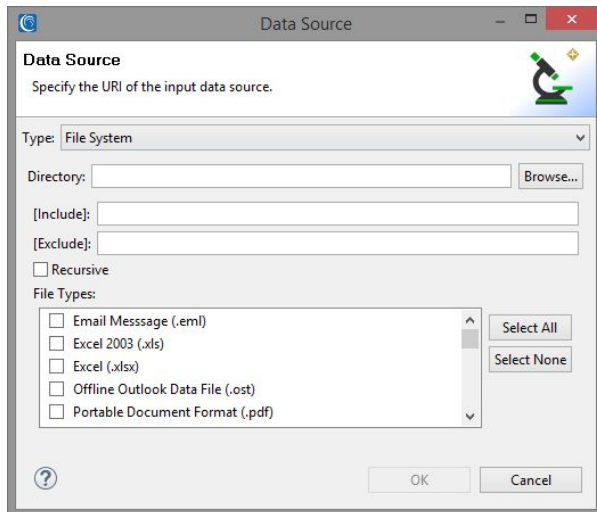 Data Source
Data Source
Specify the URI of the input data source.
Type: File System
Directory: Browse...
[Include]:
[Exclude]:
Recursive
File Types:
Email Messsage (.eml)
Select All
Excel 2003 (.xls)
Excel (.xlsx)
Select None
Offline Outlook Data File (.ost)
Portable Document Format (.pdf)
? OK Cancel